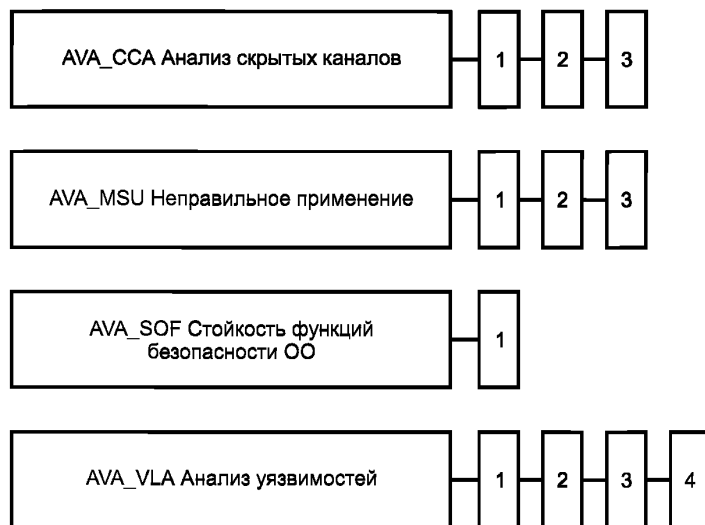 AVA_CCA Анализ скрытых каналов 1 2 3
AVA_MSU Неправильное применение 1 2 3
AVA_SOF Стойкость функций
безопасности ОО 1
AVA_VLA Анализ уязвимостей 1 2 3 4